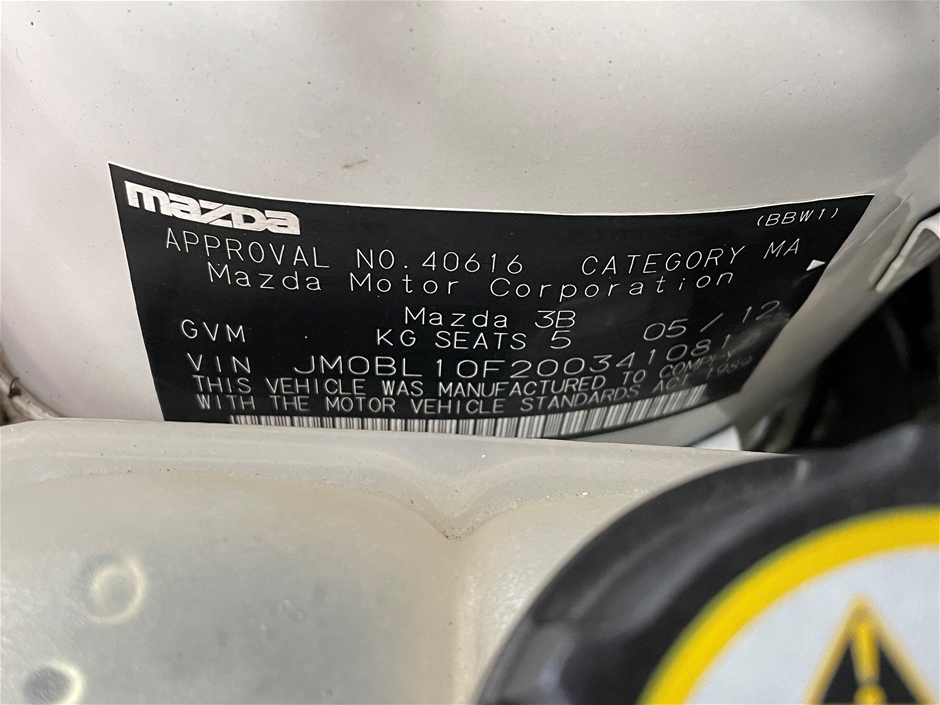 mazda
(BBW1)
APPROVAL NO.40616 CATEGORY MA
Mazda Motor Corporation
Mazda 3B
GVM KG SEATS 5 05/12
VIN JM0BL10F200341081
THIS VEHICLE WAS MANUFACTURED TO COMPLY
WITH THE MOTOR VEHICLE STANDARDS ACT 1989